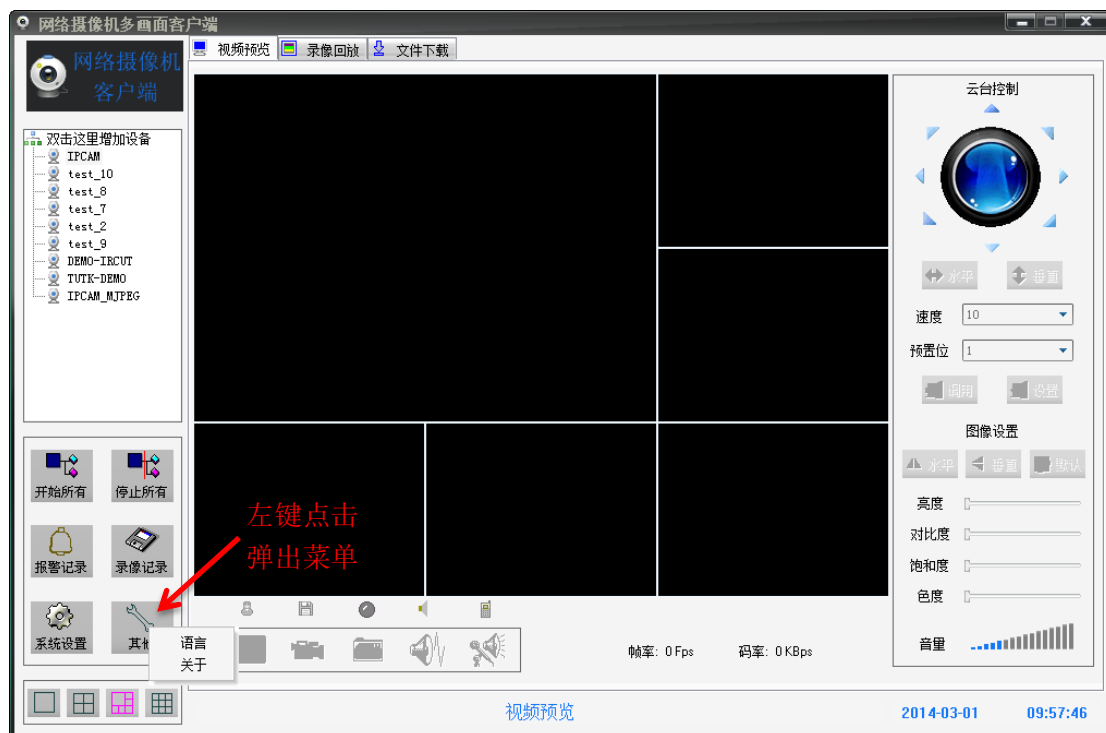 网络摄像机多画面客户端
网络摄像机
客户端
视频预览
录像回放
文件下载
双击这里增加设备
IPCAM
test_10
test_8
test_7
test_2
test_9
DEMO-IRCUT
TUTK-DEMO
IPCAM_MJPEG
开始所有
停止所有
报警记录
录像记录
系统设置
其他
语言
关于
左键点击
弹出菜单
帧率: 0 Fps
码率: 0 KBps
云台控制
水平
垂直
速度
10
预置位
1
调用
设置
图像设置
水平
垂直
默认
亮度
对比度
饱和度
色度
音量
视频预览
2014-03-01
09:57:46